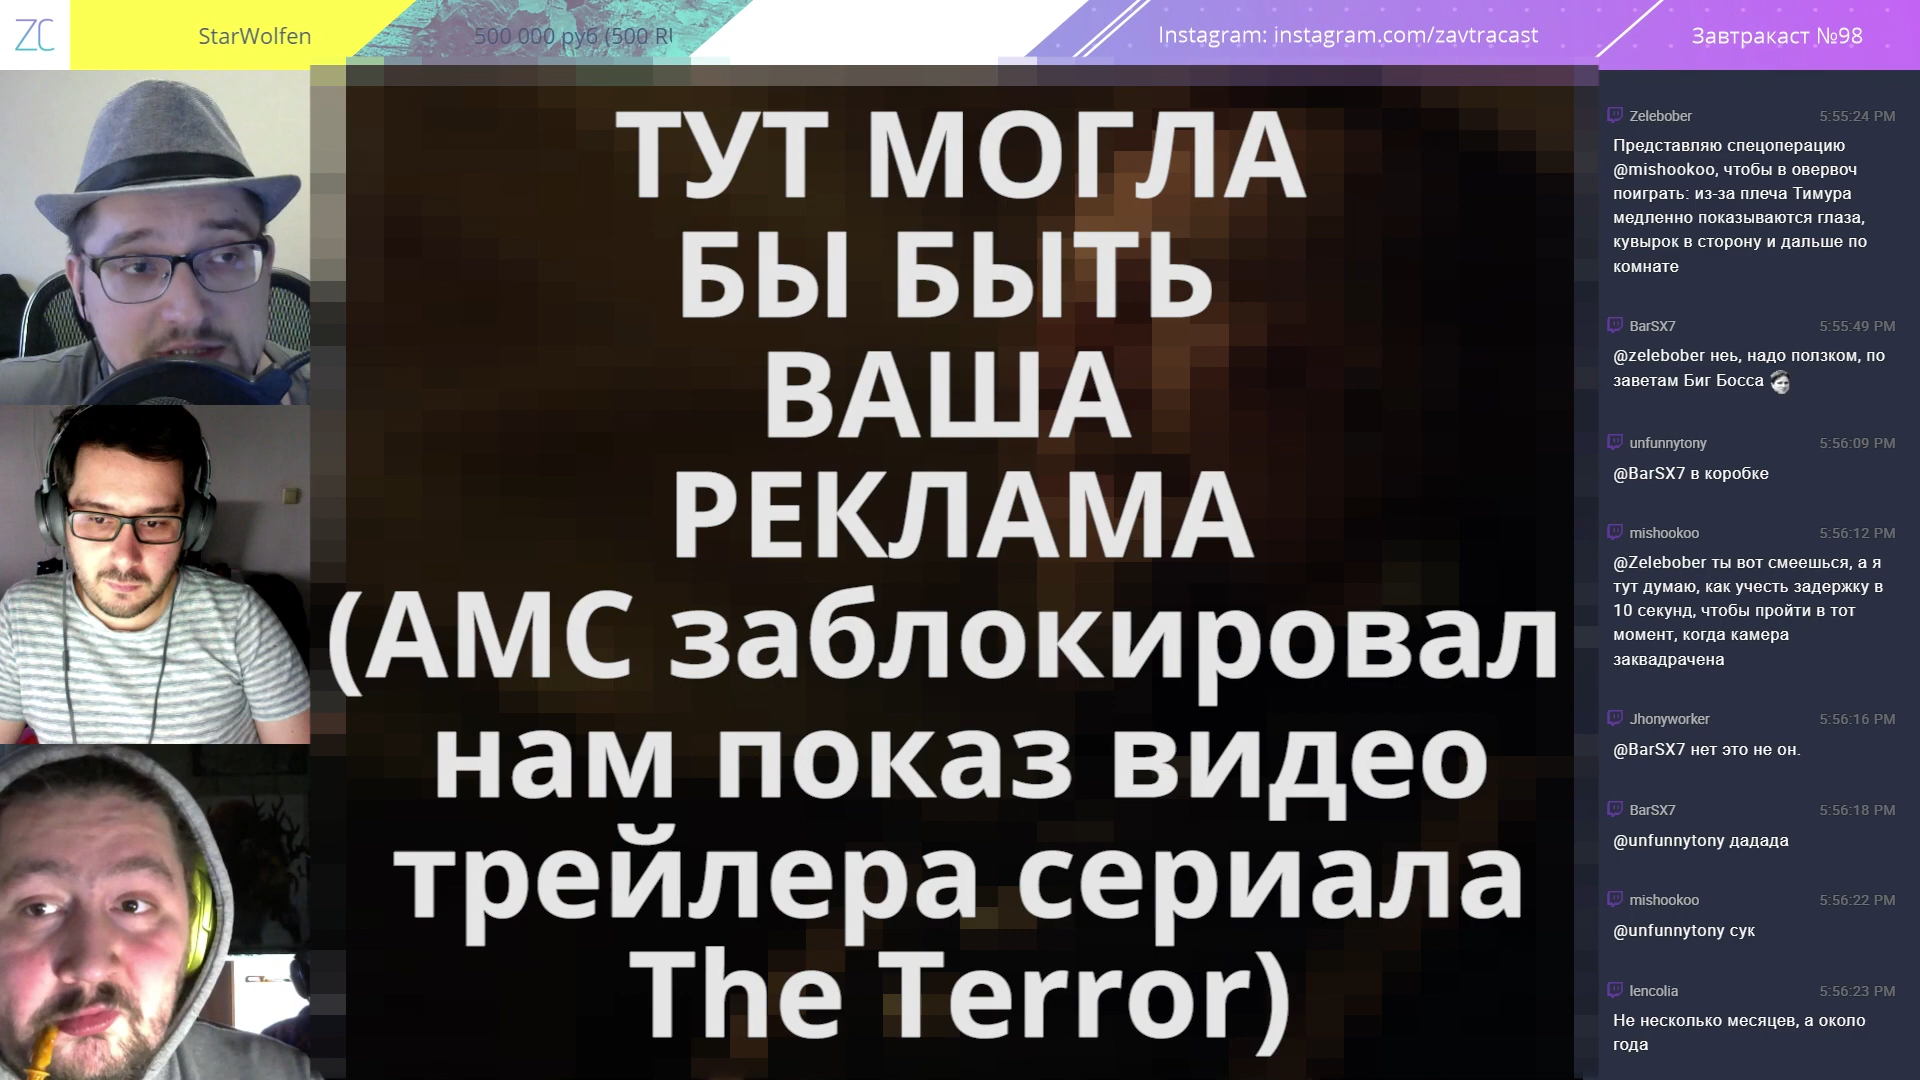 ZC
StarWolfen
500 000 руб (500 RU
Instagram: instagram.com/zavtracast
Завтракаст №98
ТУТ МОГЛА
БЫ БЫТЬ
ВАША
РЕКЛАМА
(АМС заблокировал
нам показ видео
трейлера сериала
The Terror)
Zelebober 5:55:24 PM
Представляю спецоперацию
@mishookoo, чтобы в овервоч
поиграть: из-за плеча Тимура
медленно показываются глаза,
кувырок в сторону и дальше по
комнате
BarSX7 5:55:49 PM
@zelebober неь, надо ползком, по
заветам Биг Босса
unfunnytony 5:56:09 PM
@BarSX7 в коробке
mishookoo 5:56:12 PM
@Zelebober ты вот смеешься, а я
тут думаю, как учесть задержку в
10 секунд, чтобы пройти в тот
момент, когда камера
заквадрачена
Jhonyworker 5:56:16 PM
@BarSX7 нет это не он.
BarSX7 5:56:18 PM
@unfunnytony дадада
mishookoo 5:56:22 PM
@unfunnytony сук
lencolia 5:56:23 PM
Не несколько месяцев, а около
года